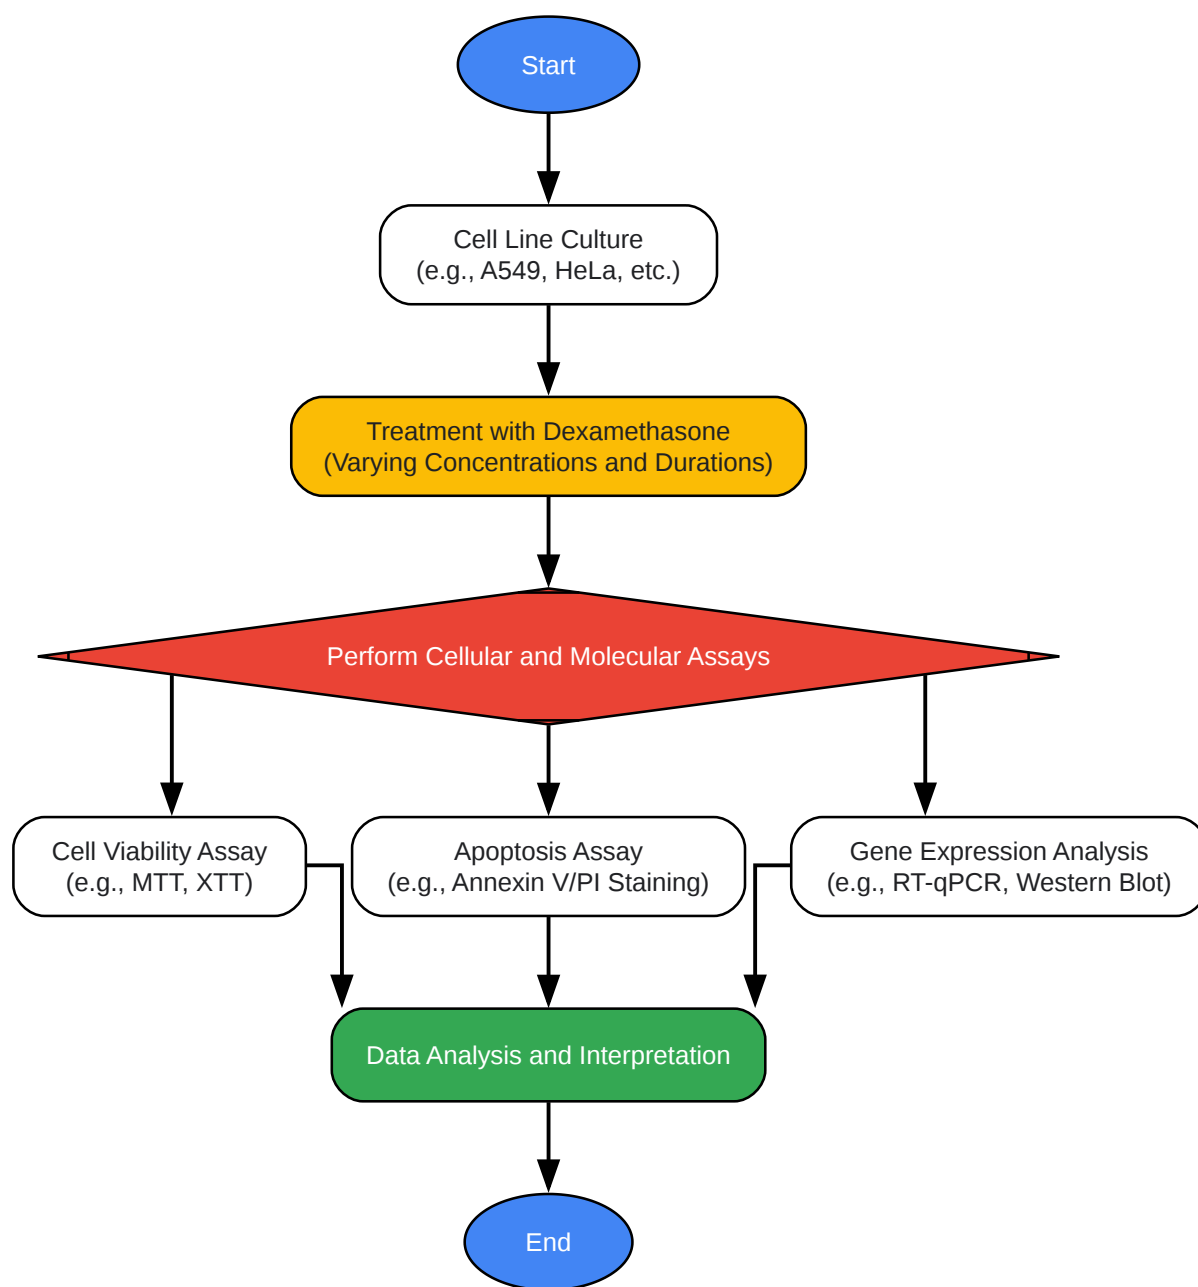 Start
Cell Line Culture
(e.g., A549, HeLa, etc.)
Treatment with Dexamethasone
(Varying Concentrations and Durations)
Perform Cellular and Molecular Assays
Cell Viability Assay
(e.g., MTT, XTT)
Apoptosis Assay
(e.g., Annexin V/PI Staining)
Gene Expression Analysis
(e.g., RT-qPCR, Western Blot)
Data Analysis and Interpretation
End